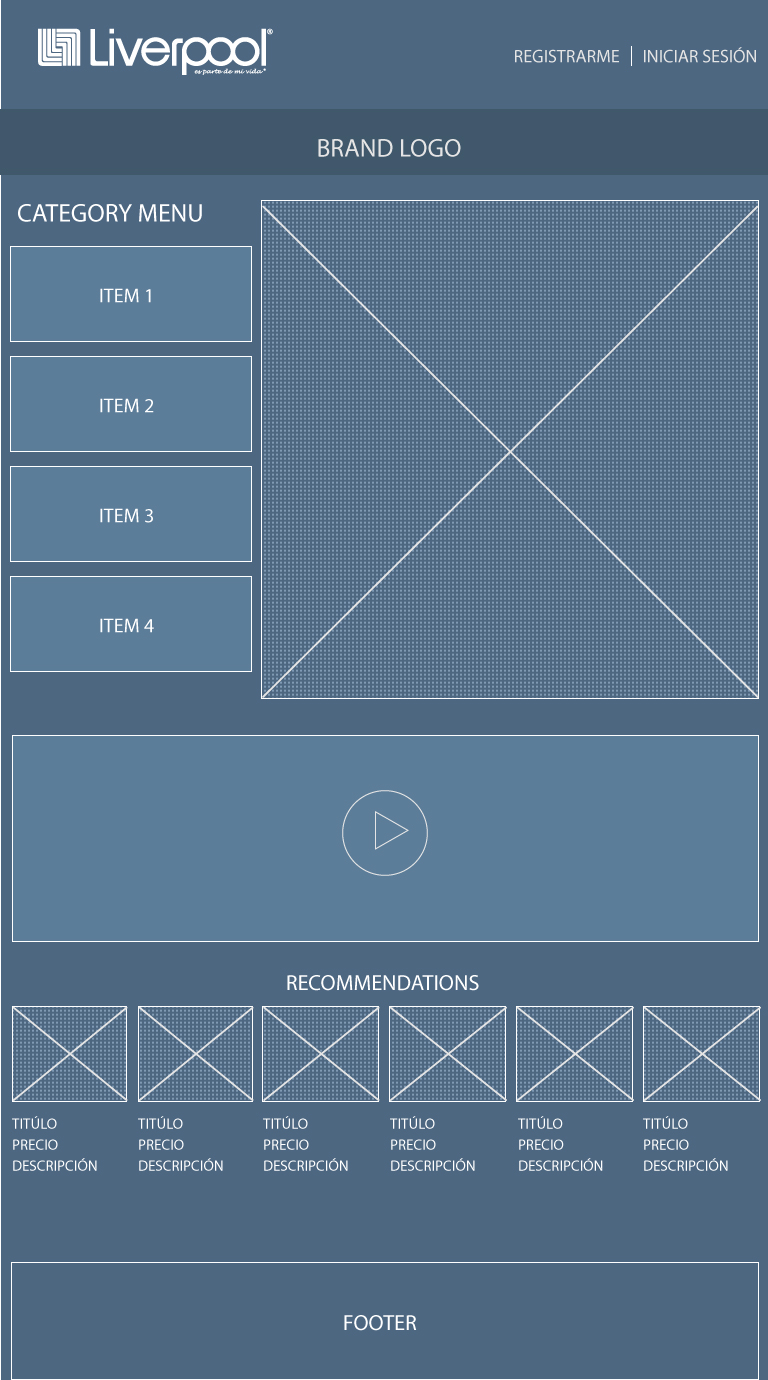 Liverpool®
es parte de mi vida®
REGISTRARME | INICIAR SESIÓN
BRAND LOGO
CATEGORY MENU
ITEM 1
ITEM 2
ITEM 3
ITEM 4
RECOMMENDATIONS
TITÚLO TITÚLO TITÚLO TITÚLO TITÚLO TITÚLO
PRECIO PRECIO PRECIO PRECIO PRECIO PRECIO
DESCRIPCIÓN DESCRIPCIÓN DESCRIPCIÓN DESCRIPCIÓN DESCRIPCIÓN DESCRIPCIÓN
FOOTER